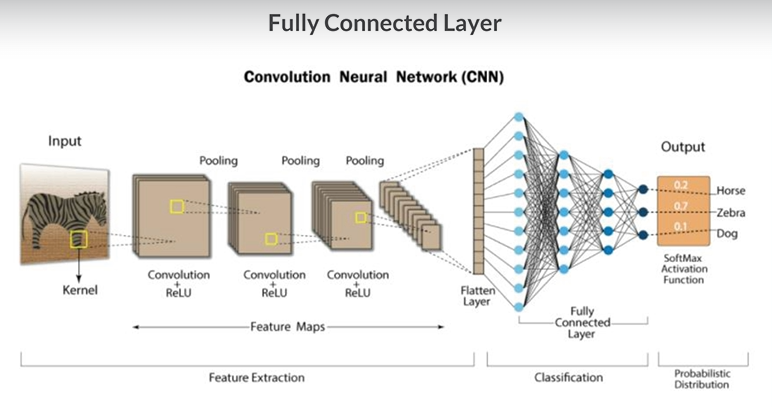 Fully Connected Layer
Convolution Neural Network (CNN)
Input
Pooling
Pooling
Pooling
Output
0.2
Horse
0.7
Zebra
0.1
Dog
Kernel
Convolution
+
ReLU
Convolution
+
ReLU
Convolution
+
ReLU
Flatten
Layer
SoftMax
Activation
Function
Fully
Connected
Layer
Feature Maps
Feature Extraction
Classification
Probabilistic
Distribution